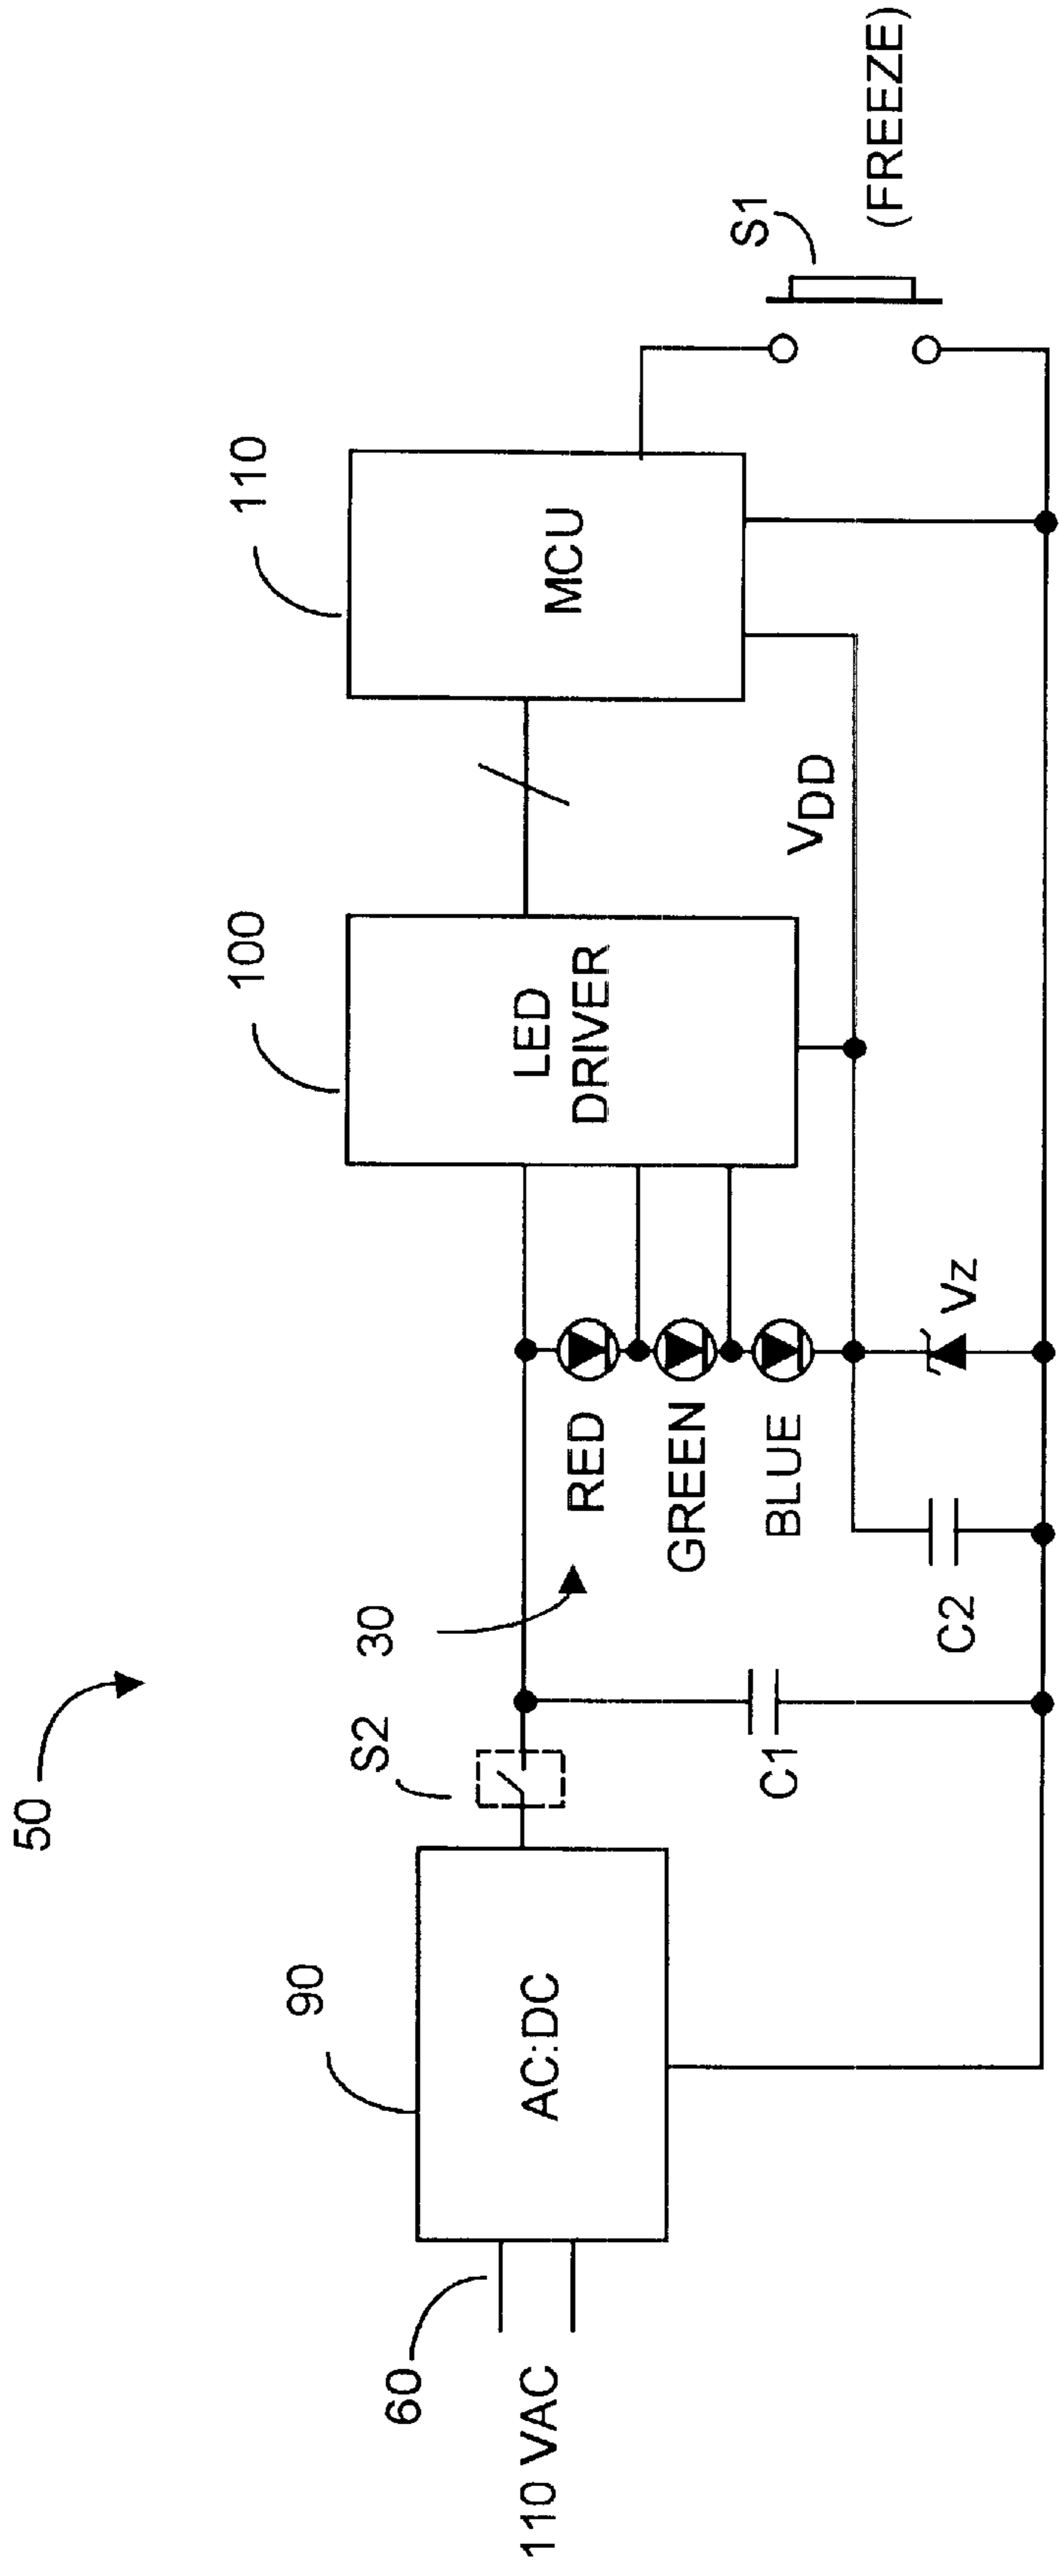 50
90
60
110 VAC
AC:DC
S2
30
C1
C2
RED
GREEN
BLUE
Vz
100
LED
DRIVER
VDD
110
MCU
S1
(FREEZE)